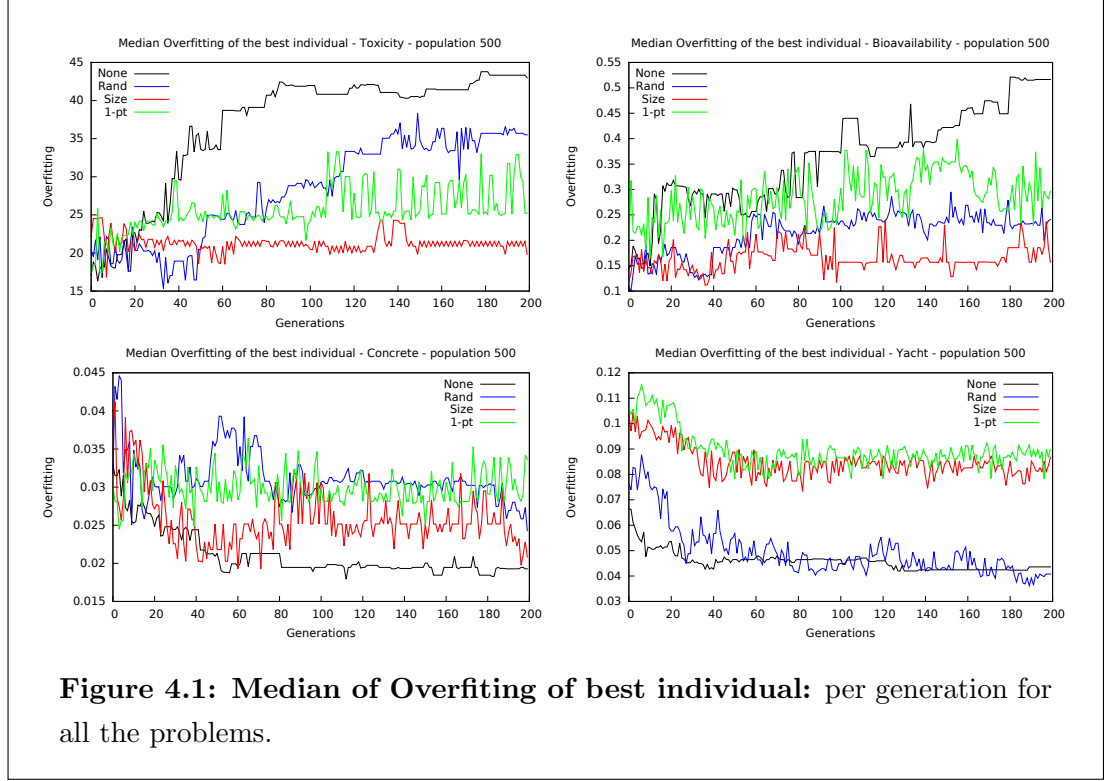 Median Overfitting of the best individual - Toxicity - population 500
45
40
35
30
25
20
15
Overfitting
None
Rand
Size
1-pt
0 20 40 60 80 100 120 140 160 180 200
Generations
Median Overfitting of the best individual - Bioavailability - population 500
0.55
0.5
0.45
0.4
0.35
0.3
0.25
0.2
0.15
0.1
Overfitting
None
Rand
Size
1-pt
0 20 40 60 80 100 120 140 160 180 200
Generations
Median Overfitting of the best individual - Concrete - population 500
0.045
0.04
0.035
0.03
0.025
0.02
0.015
Overfitting
None
Rand
Size
1-pt
0 20 40 60 80 100 120 140 160 180 200
Generations
Median Overfitting of the best individual - Yacht - population 500
0.12
0.11
0.1
0.09
0.08
0.07
0.06
0.05
0.04
0.03
Overfitting
None
Rand
Size
1-pt
0 20 40 60 80 100 120 140 160 180 200
Generations
Figure 4.1: Median of Overfiting of best individual: per generation for
all the problems.